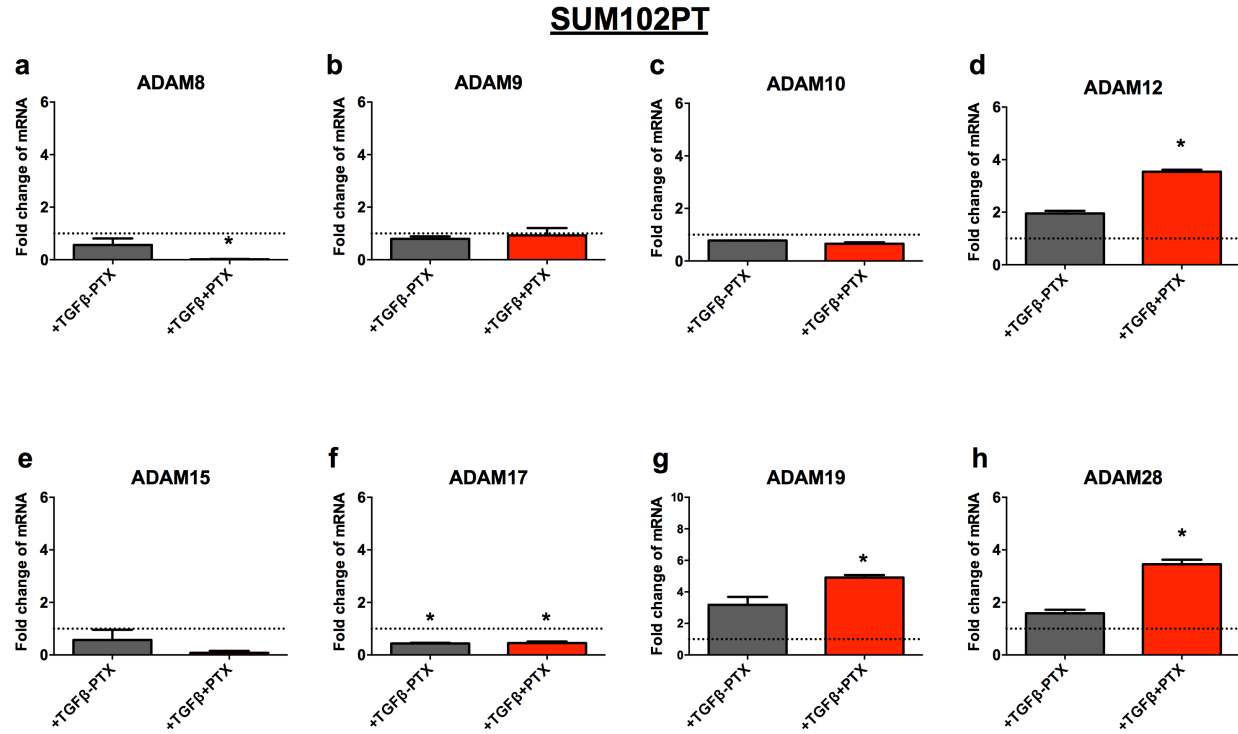 SUM102PT
a
ADAM8
Fold change of mRNA
6
4
2
0
*
+TGFβ-PTX
+TGFβ+PTX
b
ADAM9
Fold change of mRNA
6
4
2
0
+TGFβ-PTX
+TGFβ+PTX
c
ADAM10
Fold change of mRNA
6
4
2
0
+TGFβ-PTX
+TGFβ+PTX
d
ADAM12
Fold change of mRNA
6
4
2
0
*
+TGFβ-PTX
+TGFβ+PTX
e
ADAM15
Fold change of mRNA
6
4
2
0
+TGFβ-PTX
+TGFβ+PTX
f
ADAM17
Fold change of mRNA
6
4
2
0
* *
+TGFβ-PTX
+TGFβ+PTX
g
ADAM19
Fold change of mRNA
10
8
6
4
2
0
*
+TGFβ-PTX
+TGFβ+PTX
h
ADAM28
Fold change of mRNA
6
4
2
0
*
+TGFβ-PTX
+TGFβ+PTX